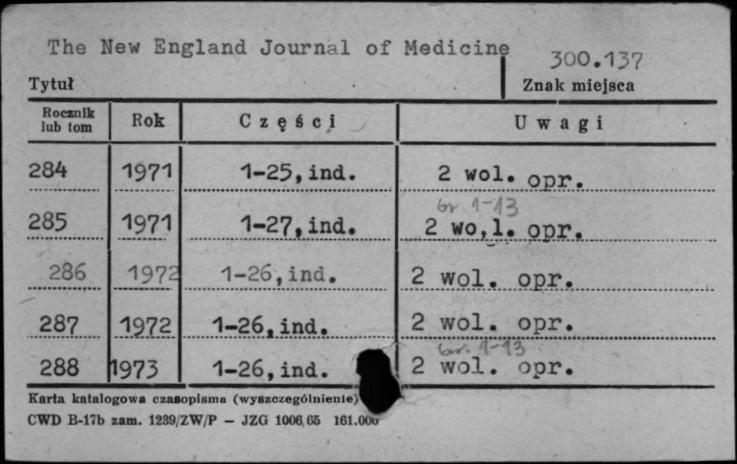 The New England Journal of Medicine
300.137
Tytuł
Znak miejsca
Rocznik lub tom Rok Części Uwagi
284 1971 1-25, ind. 2 wol. opr.
br. 1-13
285 1971 1-27, ind. 2 wo,l. opr.
286 1972 1-26, ind. 2 wol. opr.
287 1972 1-26, ind. 2 wol. opr.
br. 1-13
288 1973 1-26, ind. 2 wol. opr.
Karta katalogowa czasopisma (wyszczególnienie)
CWD B-17b zam. 1239/ZW/P — JZG 1006,65 161.000